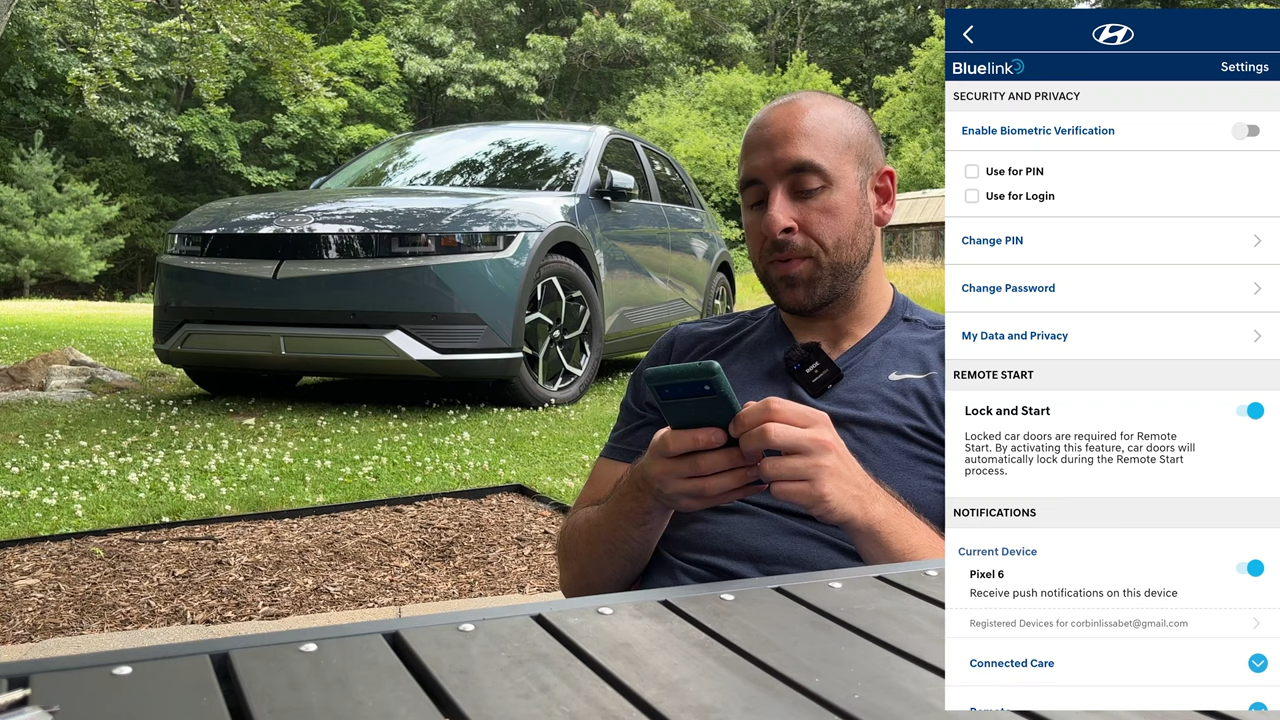 Bluelink
Settings
SECURITY AND PRIVACY
Enable Biometric Verification
Use for PIN
Use for Login
Change PIN
Change Password
My Data and Privacy
REMOTE START
Lock and Start
Locked car doors are required for Remote
Start. By activating this feature, car doors will
automatically lock during the Remote Start
process.
NOTIFICATIONS
Current Device
Pixel 6
Receive push notifications on this device
Registered Devices for corbinlissabet@gmail.com
Connected Care
RODE